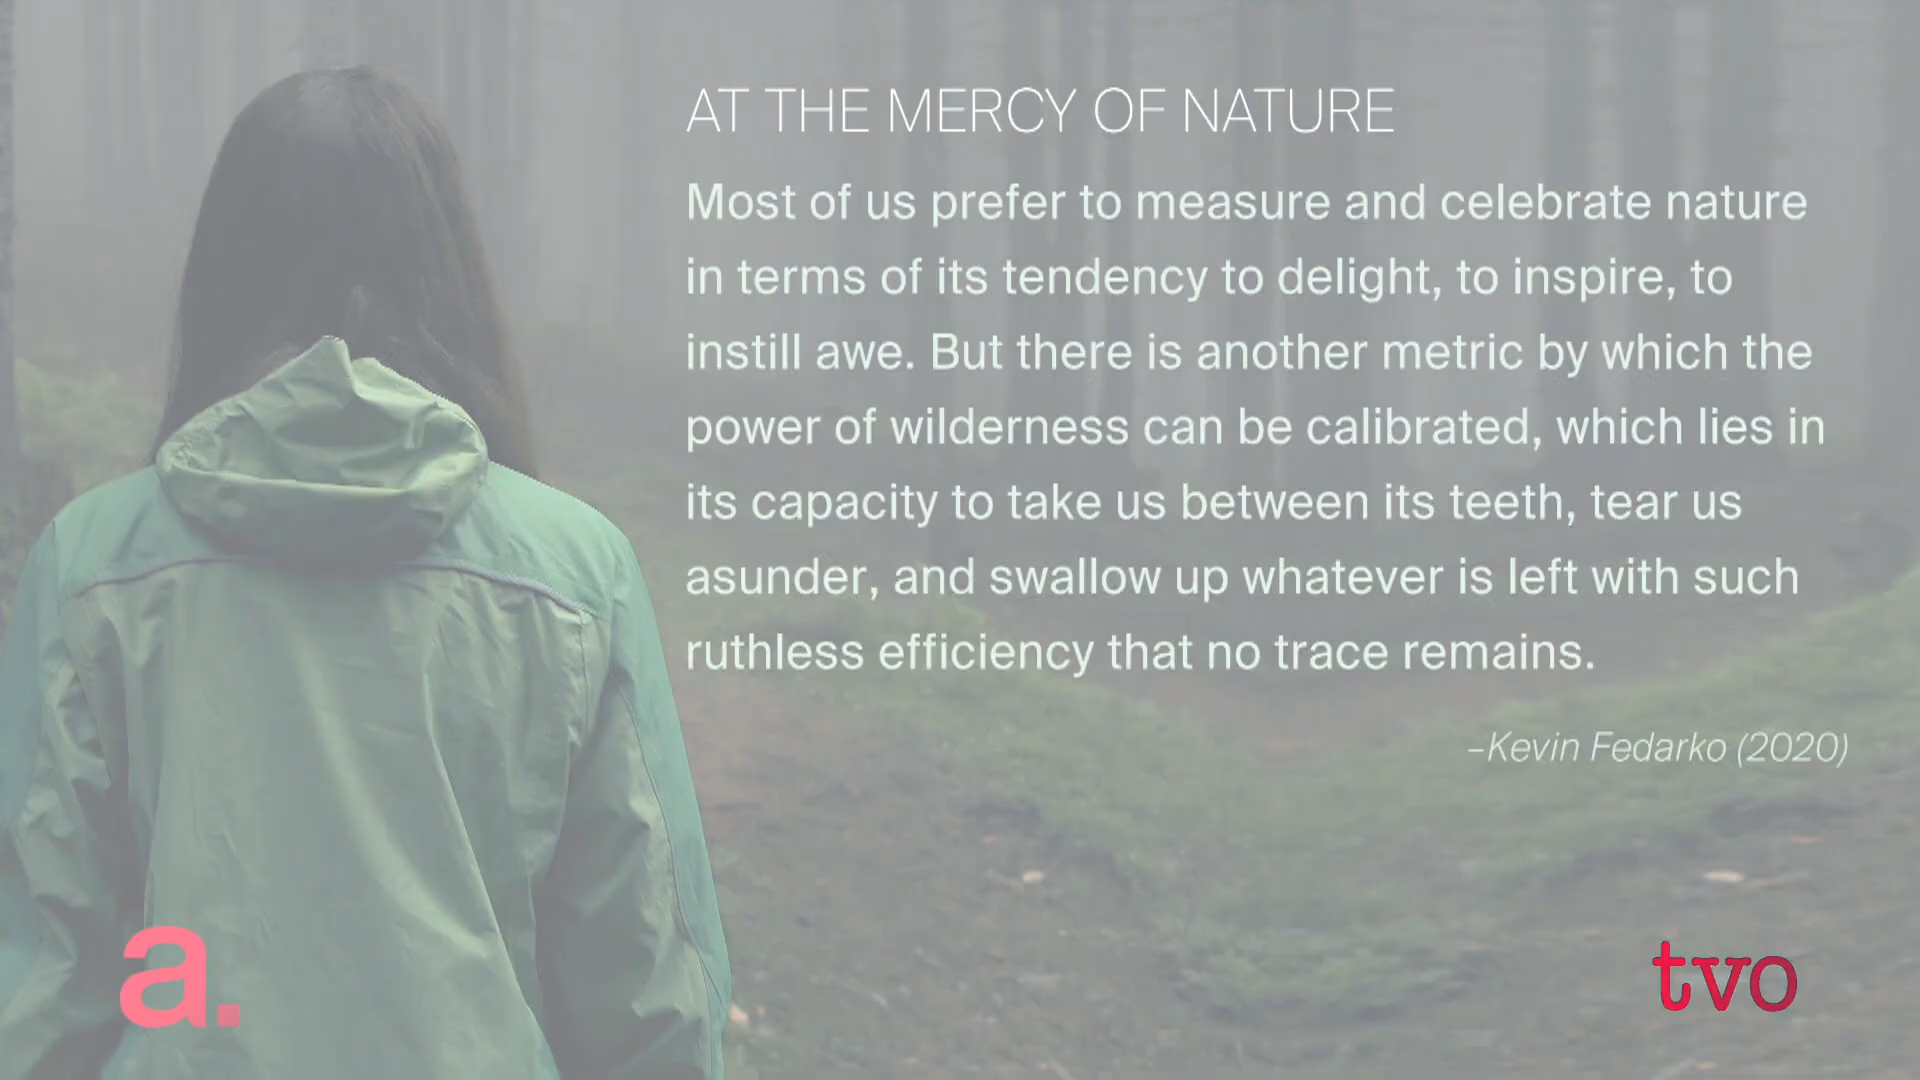 AT THE MERCY OF NATURE
Most of us prefer to measure and celebrate nature
in terms of its tendency to delight, to inspire, to
instill awe. But there is another metric by which the
power of wilderness can be calibrated, which lies in
its capacity to take us between its teeth, tear us
asunder, and swallow up whatever is left with such
ruthless efficiency that no trace remains.
–Kevin Fedarko (2020)
a.
tvo